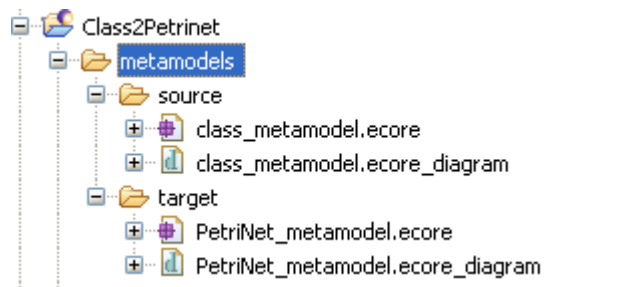 Class2Petrinet
metamodels
source
class_metamodel.ecore
class_metamodel.ecore_diagram
target
PetriNet_metamodel.ecore
PetriNet_metamodel.ecore_diagram